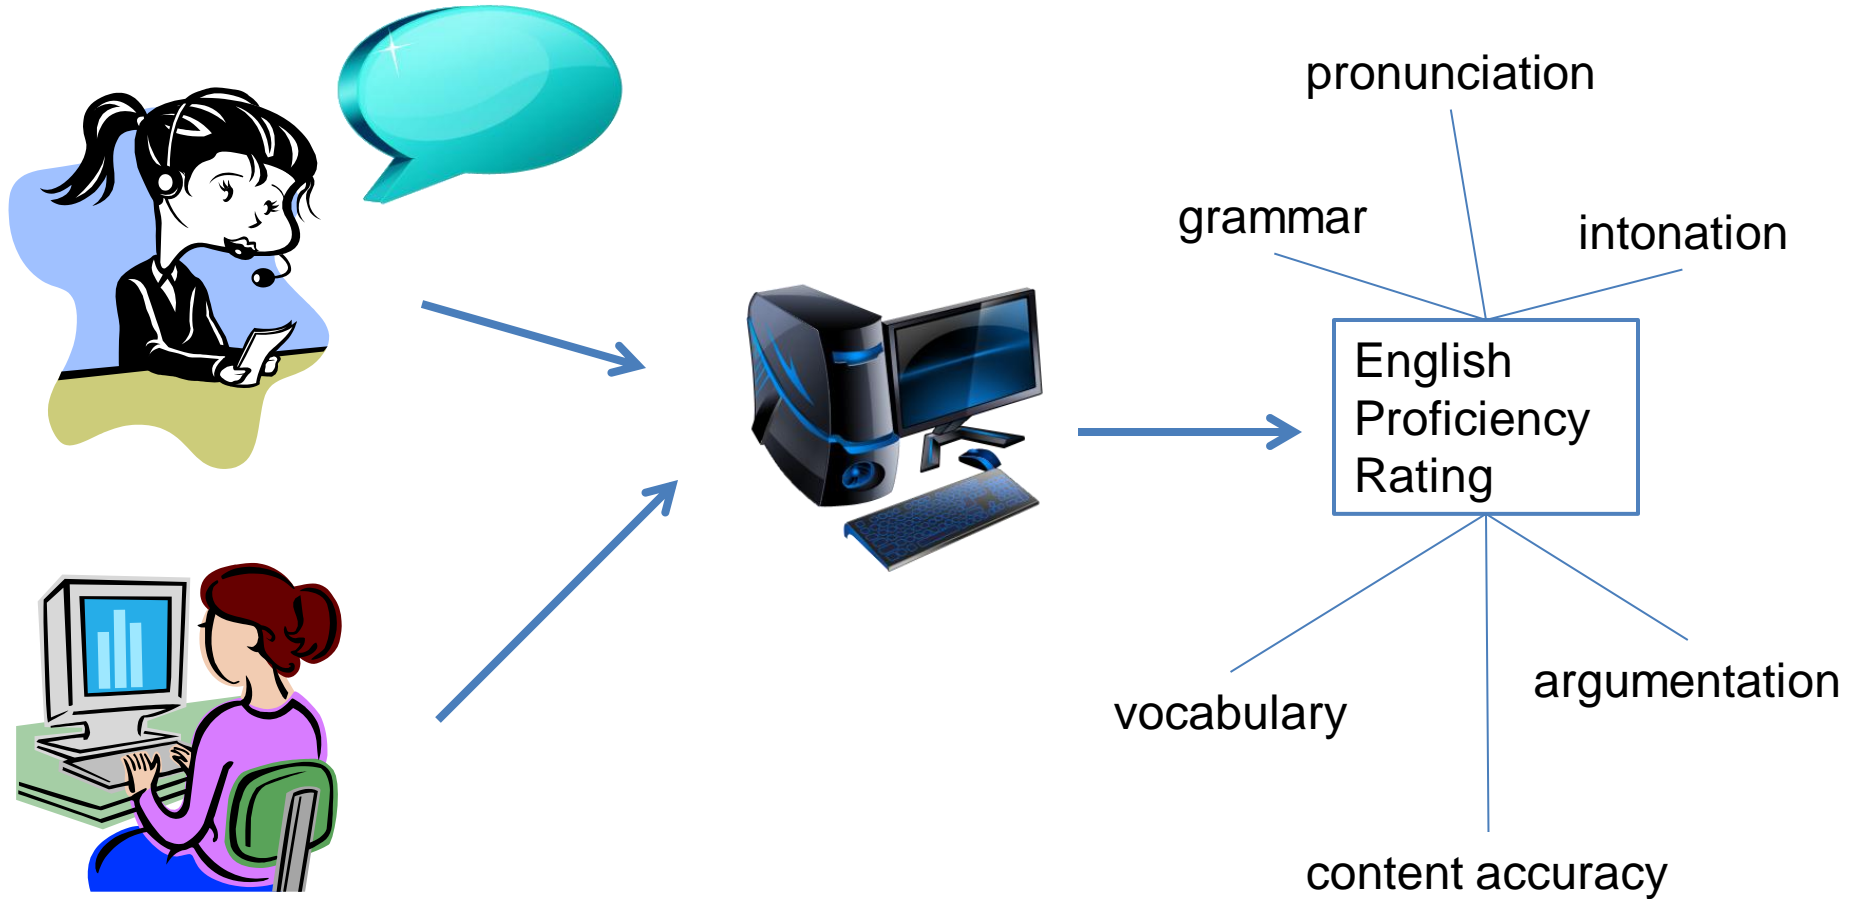 pronunciation
grammar
intonation
English
Proficiency
Rating
vocabulary
argumentation
content accuracy